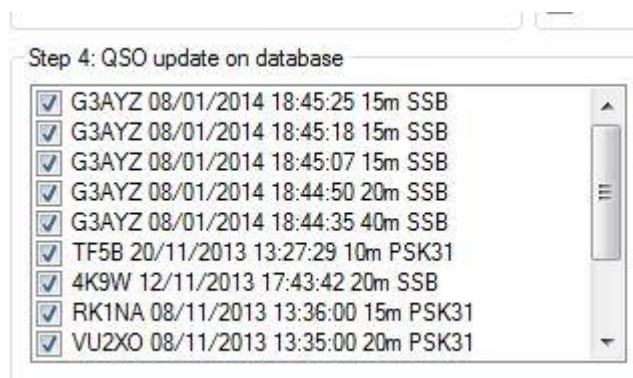 Step 4: QSO update on database
G3AYZ 08/01/2014 18:45:25 15m SSB
G3AYZ 08/01/2014 18:45:18 15m SSB
G3AYZ 08/01/2014 18:45:07 15m SSB
G3AYZ 08/01/2014 18:44:50 20m SSB
G3AYZ 08/01/2014 18:44:35 40m SSB
TF5B 20/11/2013 13:27:29 10m PSK31
4K9W 12/11/2013 17:43:42 20m SSB
RK1NA 08/11/2013 13:36:00 15m PSK31
VU2XO 08/11/2013 13:35:00 20m PSK31